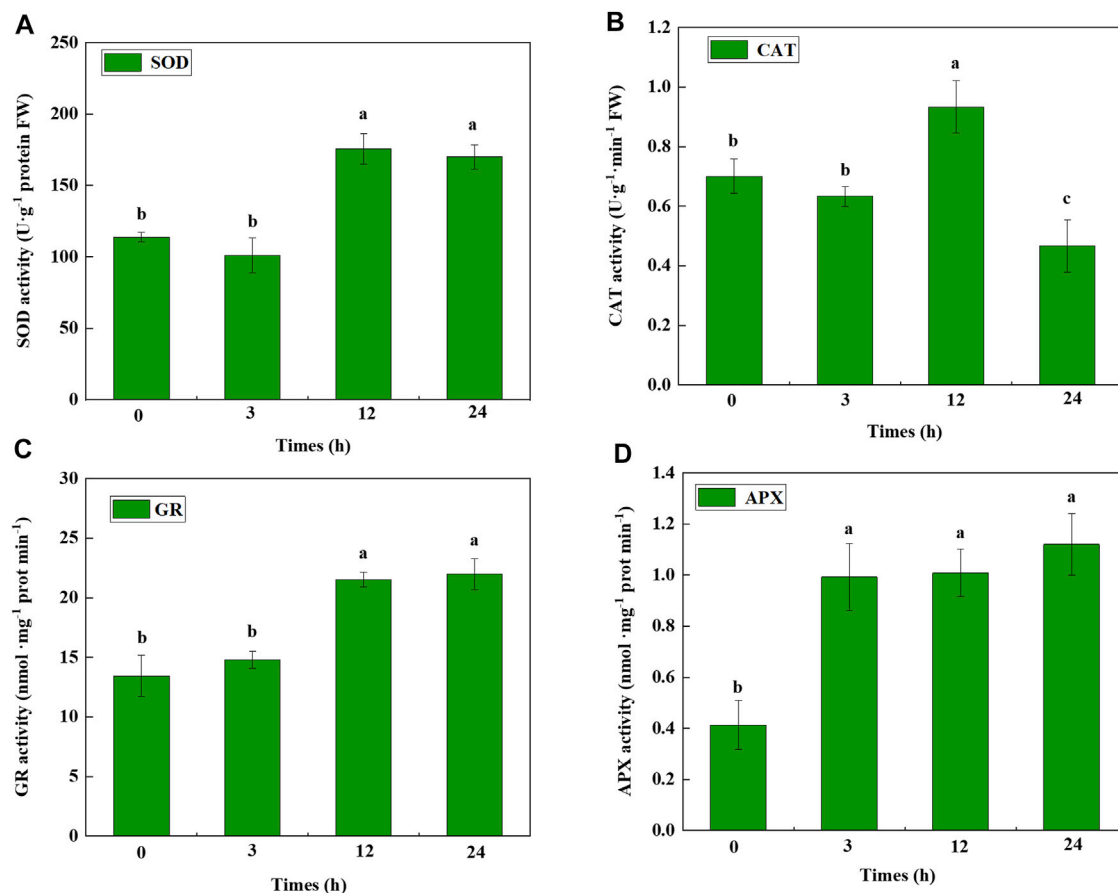 A
SOD
SOD activity (U·g⁻¹ protein FW)
250
200
150
100
50
0
b
b
a
a
0 3 12 24
Times (h)
B
CAT
CAT activity (U·g⁻¹·min⁻¹ FW)
1.2
1.0
0.8
0.6
0.4
0.2
0.0
b
b
a
c
0 3 12 24
Times (h)
C
GR
GR activity (nmol ·mg⁻¹ prot min⁻¹)
30
25
20
15
10
5
0
b
b
a
a
0 3 12 24
Times (h)
D
APX
APX activity (nmol ·mg⁻¹ prot min⁻¹)
1.4
1.2
1.0
0.8
0.6
0.4
0.2
0.0
b
a
a
a
0 3 12 24
Times (h)